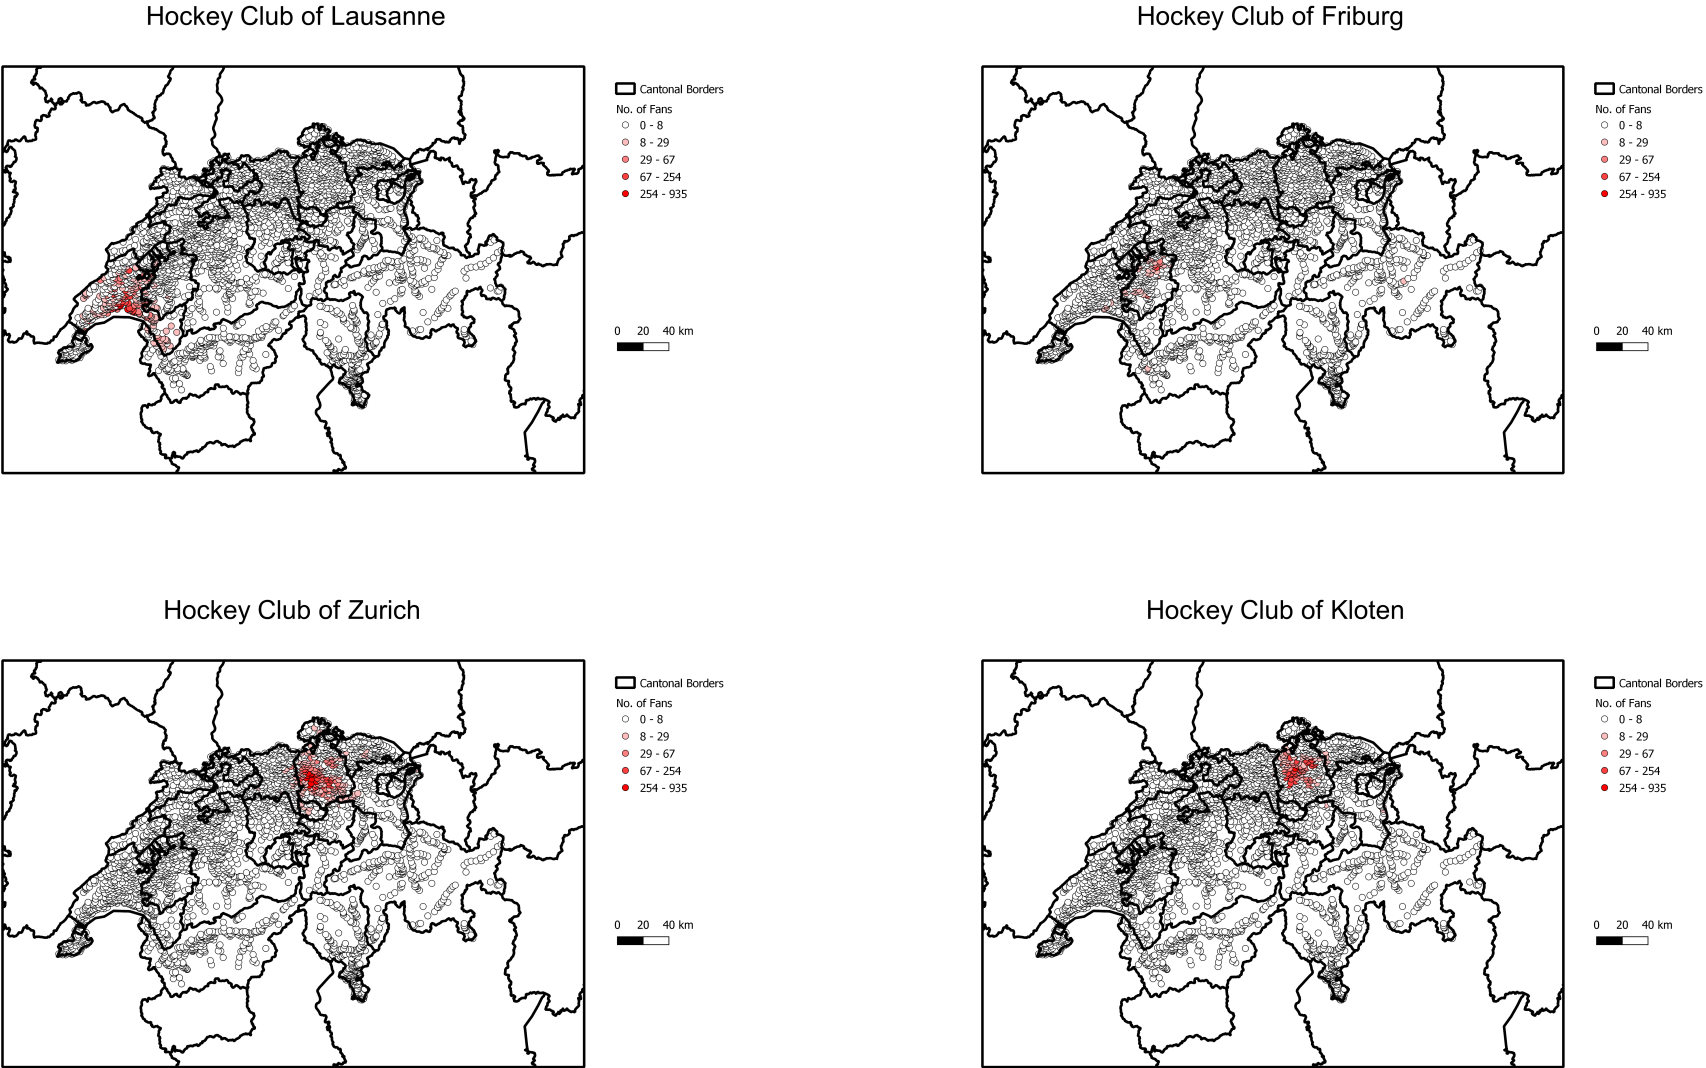 Hockey Club of Lausanne
Cantonal Borders
No. of Fans
0 - 8
8 - 29
29 - 67
67 - 254
254 - 935
0 20 40 km
Hockey Club of Friburg
Cantonal Borders
No. of Fans
0 - 8
8 - 29
29 - 67
67 - 254
254 - 935
0 20 40 km
Hockey Club of Zurich
Cantonal Borders
No. of Fans
0 - 8
8 - 29
29 - 67
67 - 254
254 - 935
0 20 40 km
Hockey Club of Kloten
Cantonal Borders
No. of Fans
0 - 8
8 - 29
29 - 67
67 - 254
254 - 935
0 20 40 km